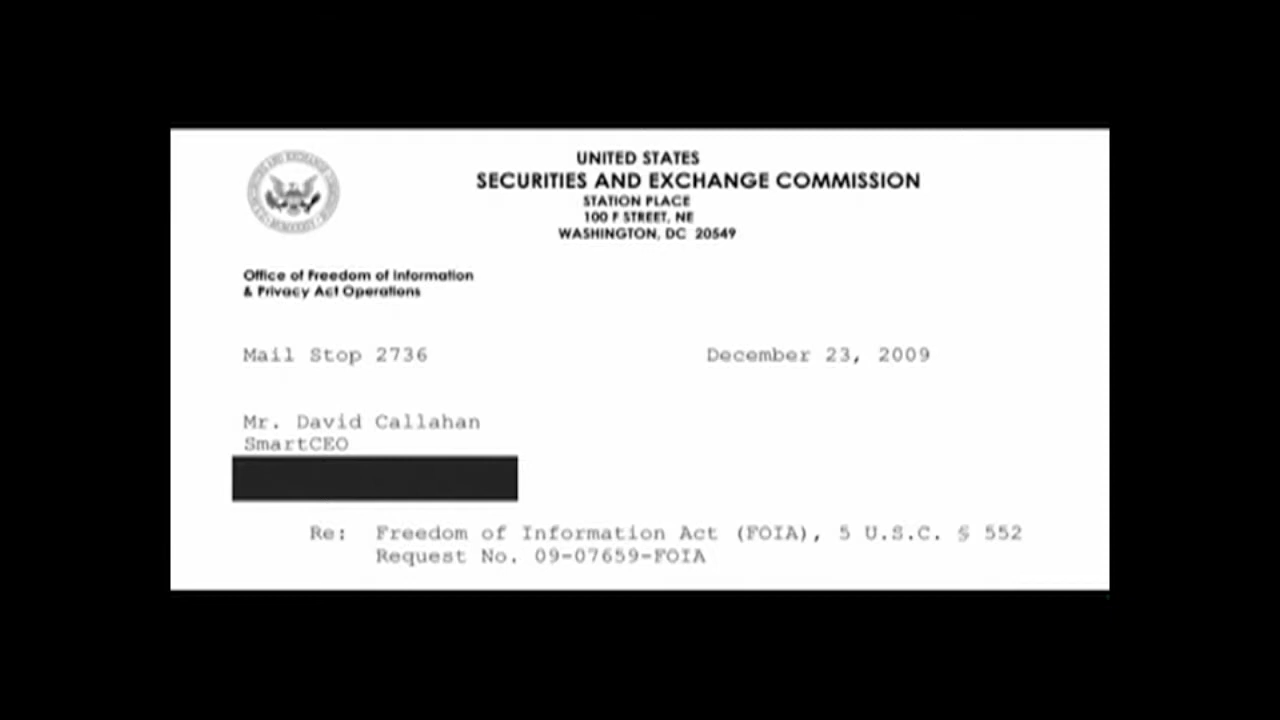 UNITED STATES
SECURITIES AND EXCHANGE COMMISSION
STATION PLACE
100 F STREET, NE
WASHINGTON, DC 20549
Office of Freedom of Information
& Privacy Act Operations
Mail Stop 2736 December 23, 2009
Mr. David Callahan
SmartCEO
Re: Freedom of Information Act (FOIA), 5 U.S.C. § 552
Request No. 09-07659-FOIA